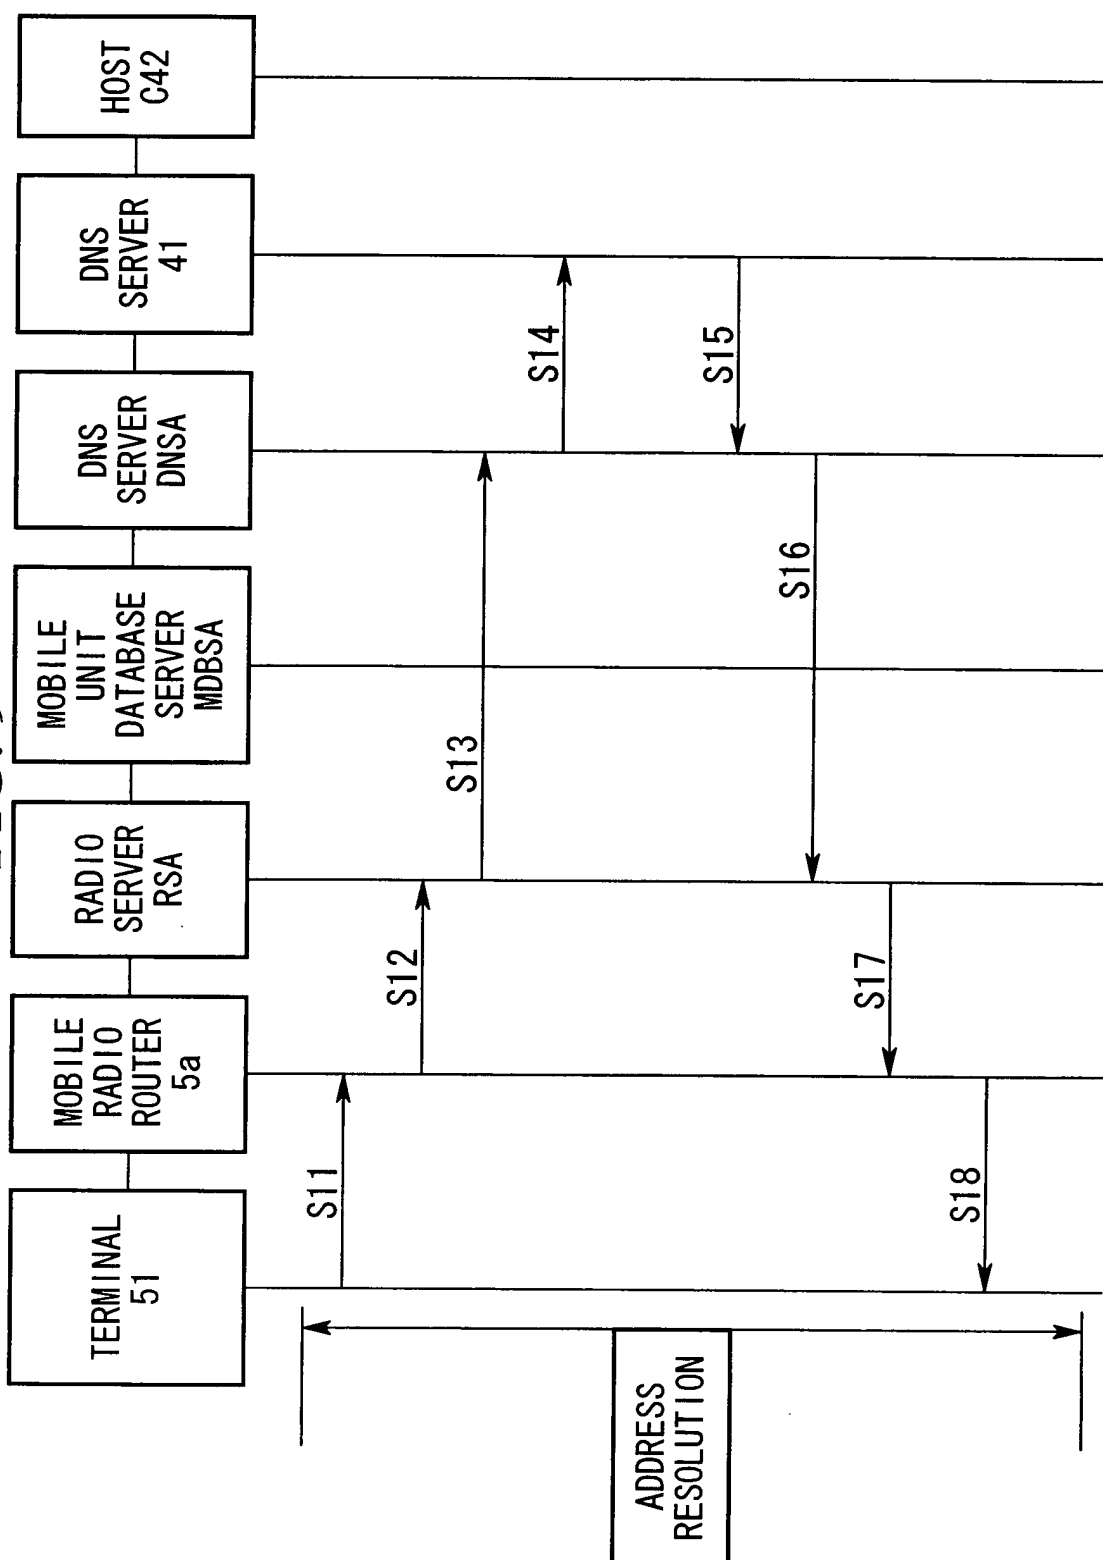 TERMINAL
51
MOBILE
RADIO
ROUTER
5a
RADIO
SERVER
RSA
MOBILE
UNIT
DATABASE
SERVER
MDBSA
DNS
SERVER
DNSA
DNS
SERVER
41
HOST
C42
S11
S12
S13
S14
S15
S16
S17
S18
ADDRESS
RESOLUTION